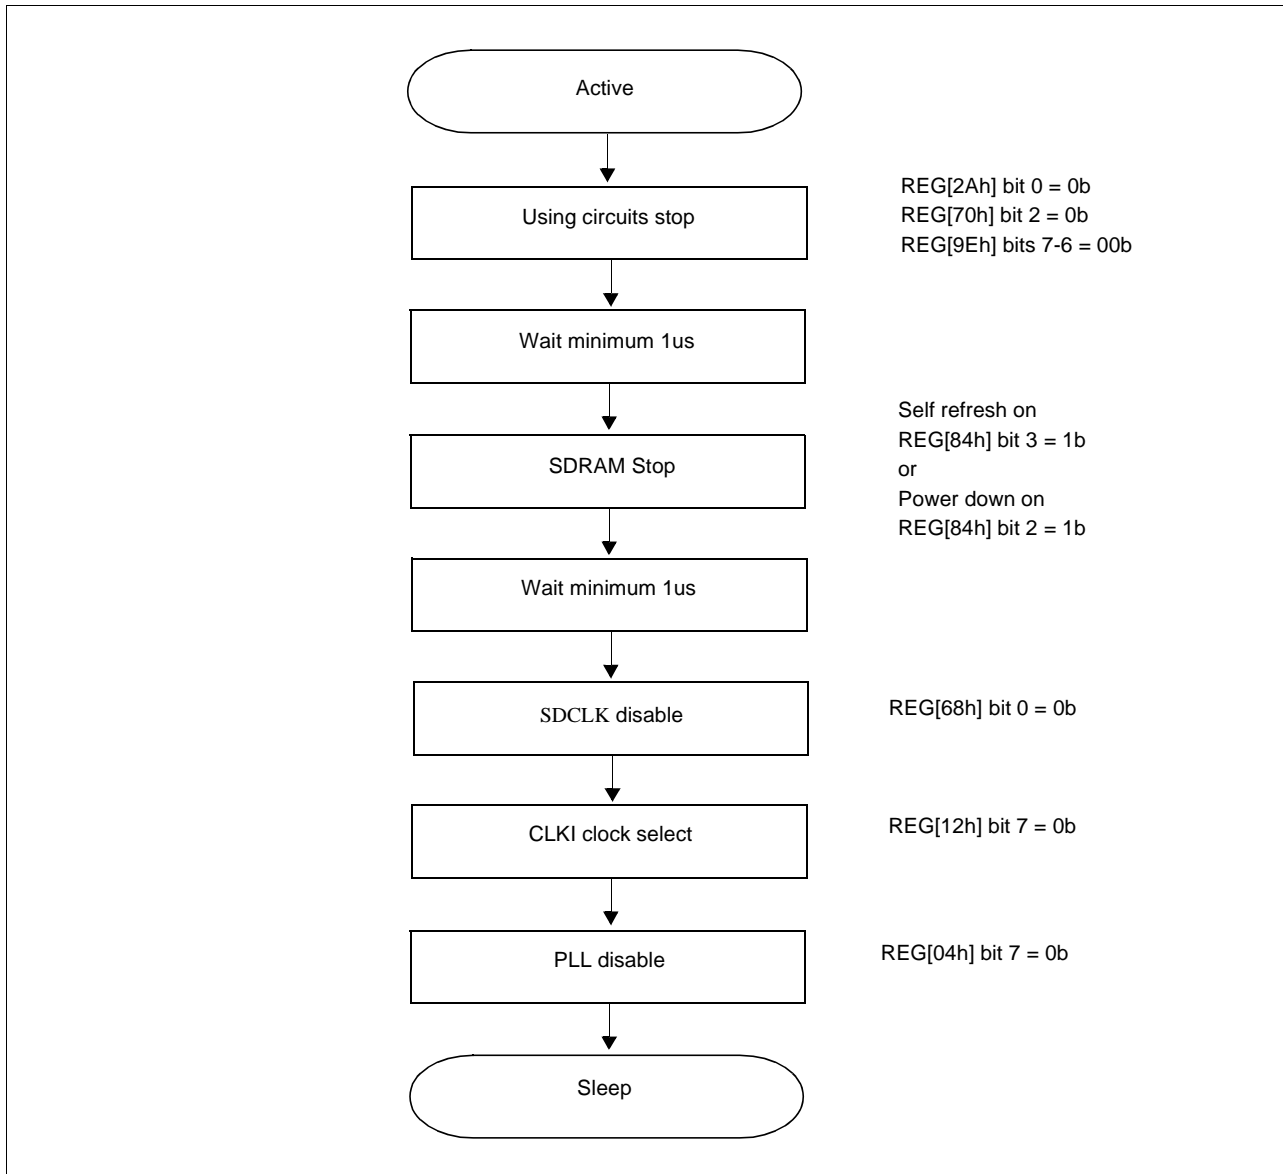 Active
Using circuits stop
REG[2Ah] bit 0 = 0b
REG[70h] bit 2 = 0b
REG[9Eh] bits 7-6 = 00b
Wait minimum 1us
SDRAM Stop
Self refresh on
REG[84h] bit 3 = 1b
or
Power down on
REG[84h] bit 2 = 1b
Wait minimum 1us
SDCLK disable
REG[68h] bit 0 = 0b
CLKI clock select
REG[12h] bit 7 = 0b
PLL disable
REG[04h] bit 7 = 0b
Sleep